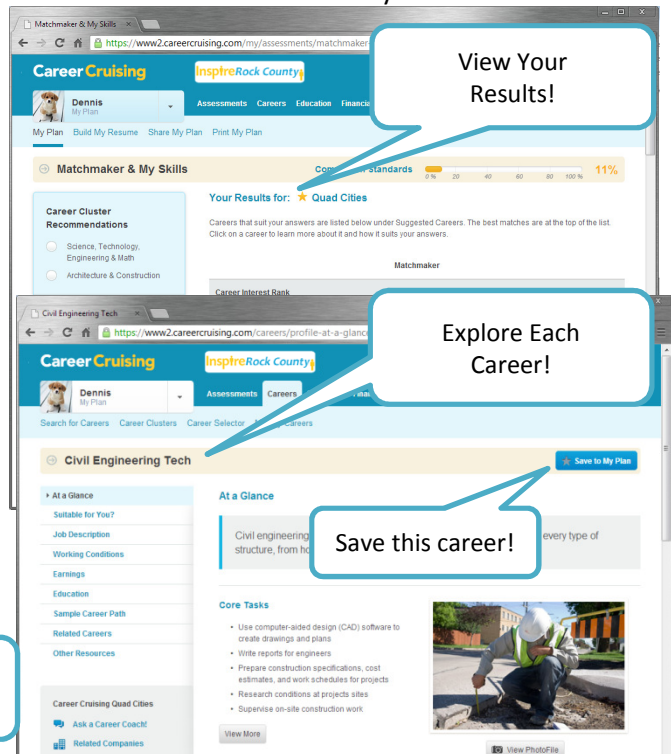 Matchmaker & My Skills
https://www2.careercruising.com/my/assessments/matchmaker
View Your
Results!
Career Cruising
InspireRock County
Dennis
My Plan
Assessments Careers Education
My Plan Build My Resume Share My Plan Print My Plan
Matchmaker & My Skills
Standards
0 % 20 40 60 80 100 %
11%
Your Results for: Quad Cities
Career Cluster
Recommendations
Careers that suit your answers are listed below under Suggested Careers. The best matches are at the top of the list.
Click on a career to learn more about it and how it suits your answers.
Science, Technology,
Engineering & Math
Architecture & Construction
Matchmaker
Career Interest Rank
Civil Engineering Tech
https://www2.careercruising.com/careers/profile-at-a-glance
Explore Each
Career!
Career Cruising
InspireRock County
Dennis
My Plan
Assessments Careers
Search for Careers Career Clusters Career Selector
Civil Engineering Tech
Save to My Plan
At a Glance
Suitable for You?
Job Description
Working Conditions
Earnings
Education
Sample Career Path
Related Careers
Other Resources
At a Glance
Civil engineering
every type of
structure, from
Save this career!
Core Tasks
• Use computer-aided design (CAD) software to
create drawings and plans
• Write reports for engineers
• Prepare construction specifications, cost
estimates, and work schedules for projects
• Research conditions at projects sites
• Supervise on-site construction work
View More
View PhotoFile
Career Cruising Quad Cities
Ask a Career Coach!
Related Companies